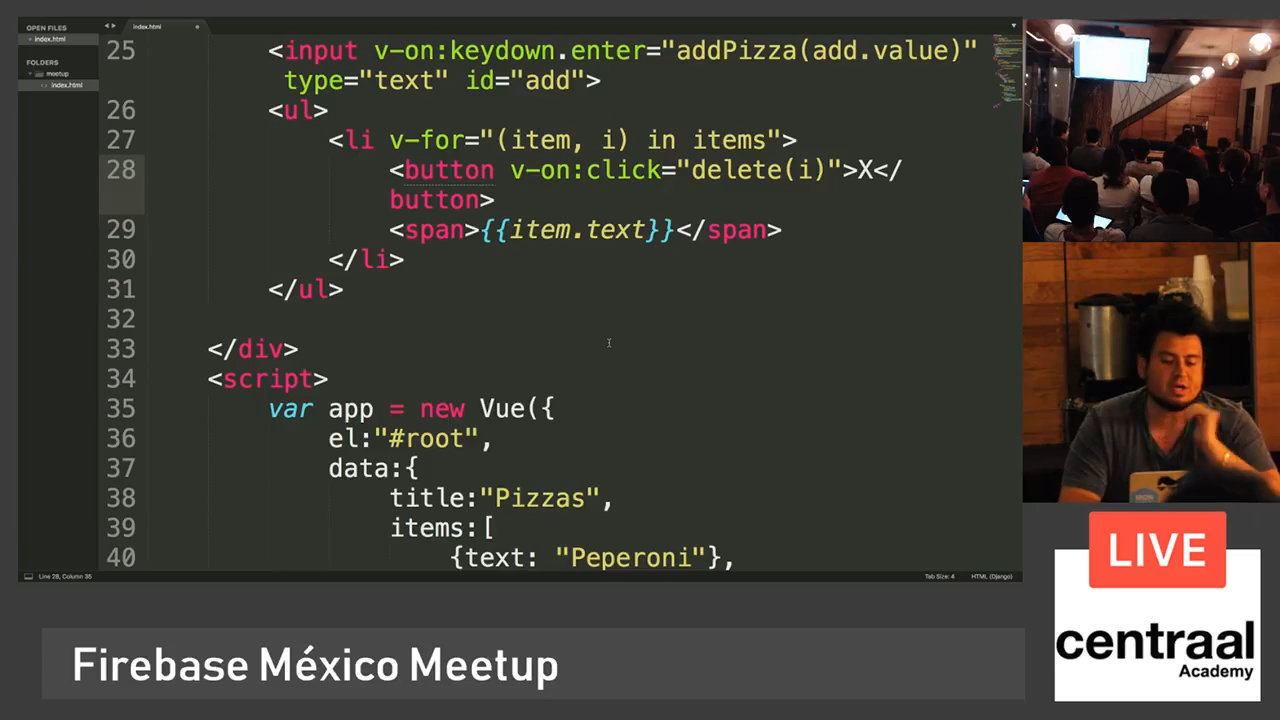 OPEN FILES
index.html
FOLDERS
meetup
<> index.html
index.html
25 <input v-on:keydown.enter="addPizza(add.value)"
type="text" id="add">
26 <ul>
27 <li v-for="(item, i) in items">
28 <button v-on:click="delete(i)">X</
button>
29 <span>{{item.text}}</span>
30 </li>
31 </ul>
32
33 </div>
34 <script>
35 var app = new Vue({
36 el:"#root",
37 data:{
38 title:"Pizzas",
39 items:[
40 {text: "Peperoni"},
Line 28, Column 35
Tab Size: 4
HTML (Django)
LIVE
centraal
Academy
Firebase México Meetup